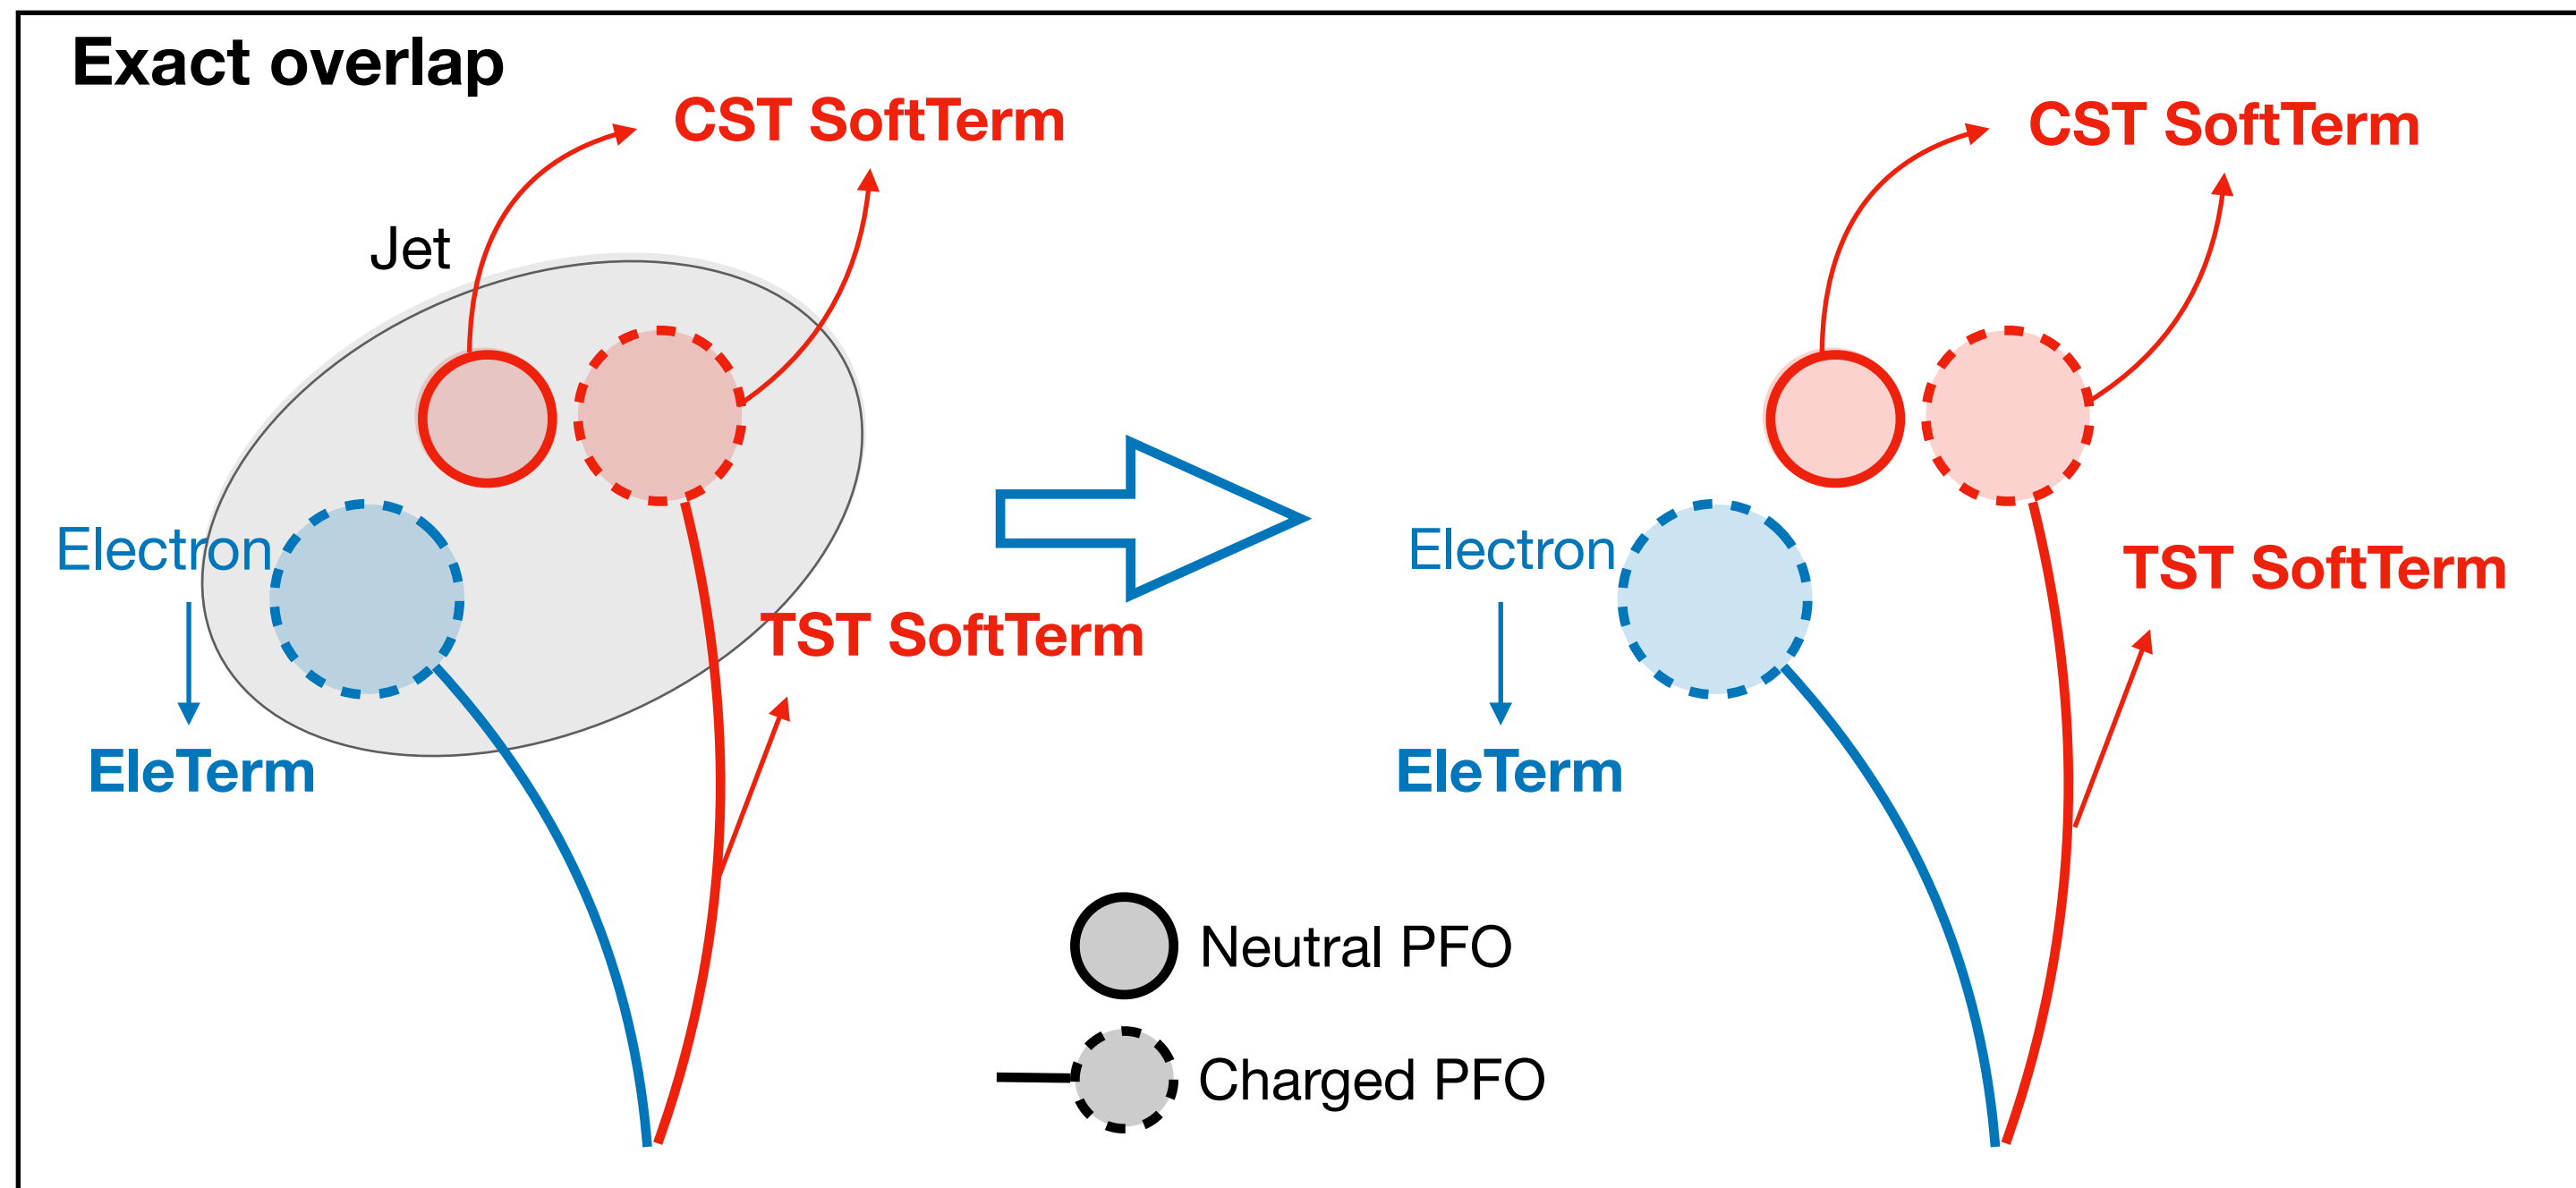 Exact overlap
CST SoftTerm
Jet
Electron
TST SoftTerm
EleTerm
CST SoftTerm
Electron
TST SoftTerm
EleTerm
Neutral PFO
Charged PFO